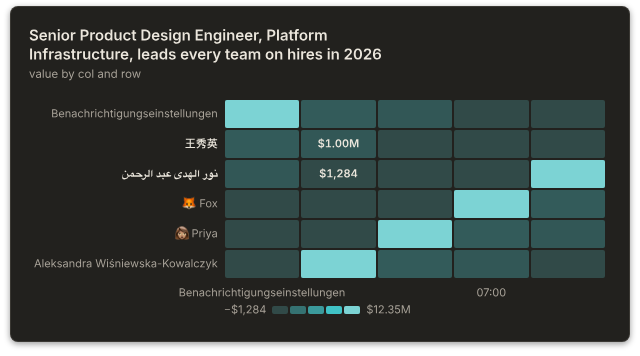 Senior Product Design Engineer, Platform
Infrastructure, leads every team on hires in 2026
value by col and row
Benachrichtigungseinstellungen
王秀英
$1.00M
نور الهدى عبد الرحمن
$1,284
🦊 Fox
👩🏽‍🦱 Priya
Aleksandra Wiśniewska-Kowalczyk
Benachrichtigungseinstellungen
07:00
−$1,284
$12.35M